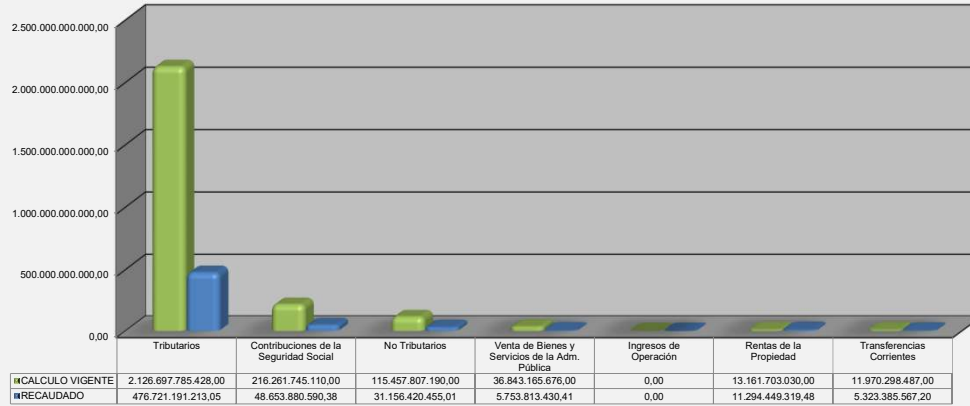 2.500.000.000.000,00
2.000.000.000.000,00
1.500.000.000.000,00
1.000.000.000.000,00
500.000.000.000,00
0,00
Tributarios
Contribuciones de la
Seguridad Social
No Tributarios
Venta de Bienes y
Servicios de la Adm.
Pública
Ingresos de
Operación
Rentas de la
Propiedad
Transferencias
Corrientes
CALCULO VIGENTE 2.126.697.785.428,00 216.261.745.110,00 115.457.807.190,00 36.843.165.676,00 0,00 13.161.703.030,00 11.970.298.487,00
RECAUDADO 476.721.191.213,05 48.653.880.590,38 31.156.420.455,01 5.753.813.430,41 0,00 11.294.449.319,48 5.323.385.567,20